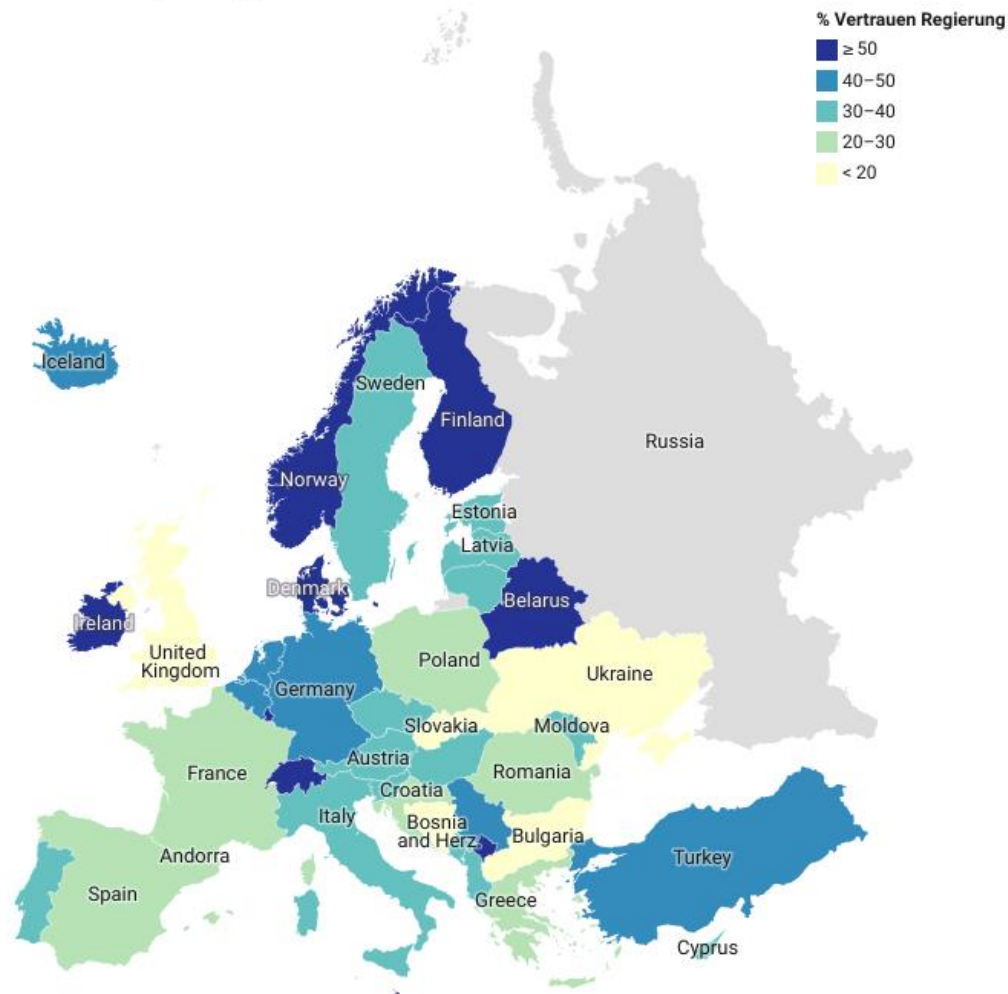 % Vertrauen Regierung
≥ 50
40–50
30–40
20–30
< 20
Iceland
Sweden
Finland
Russia
Norway
Estonia
Latvia
Denmark
Belarus
Ireland
United
Kingdom
Poland
Ukraine
Germany
Slovakia
Moldova
Austria
France
Romania
Croatia
Italy
Bosnia
and Herz.
Bulgaria
Andorra
Turkey
Spain
Greece
Cyprus